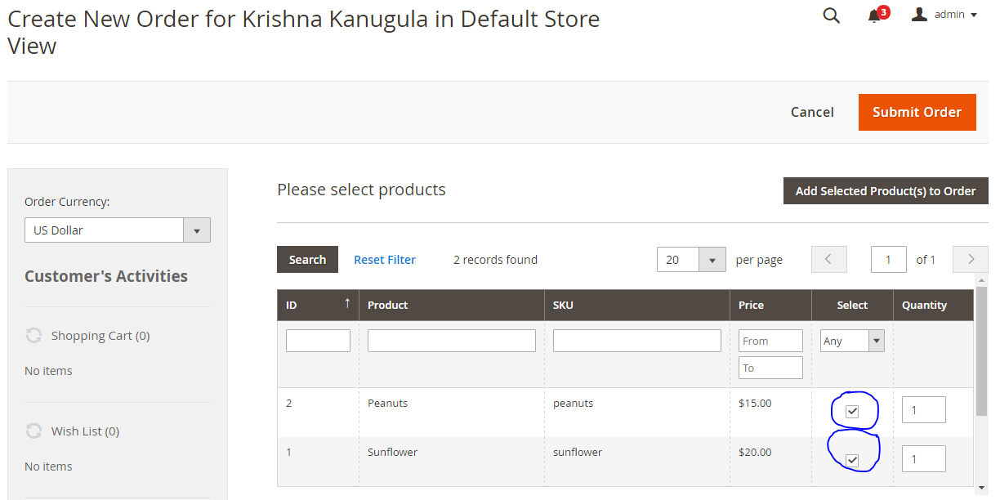 Create New Order for Krishna Kanugula in Default Store
View
3
admin
Cancel
Submit Order
Order Currency:
US Dollar
Customer's Activities
Shopping Cart (0)
No items
Wish List (0)
No items
Please select products
Add Selected Product(s) to Order
Search Reset Filter 2 records found 20 per page 1 of 1
ID ↑ Product SKU Price Select Quantity
From Any
To
2 Peanuts peanuts $15.00 1
1 Sunflower sunflower $20.00 1